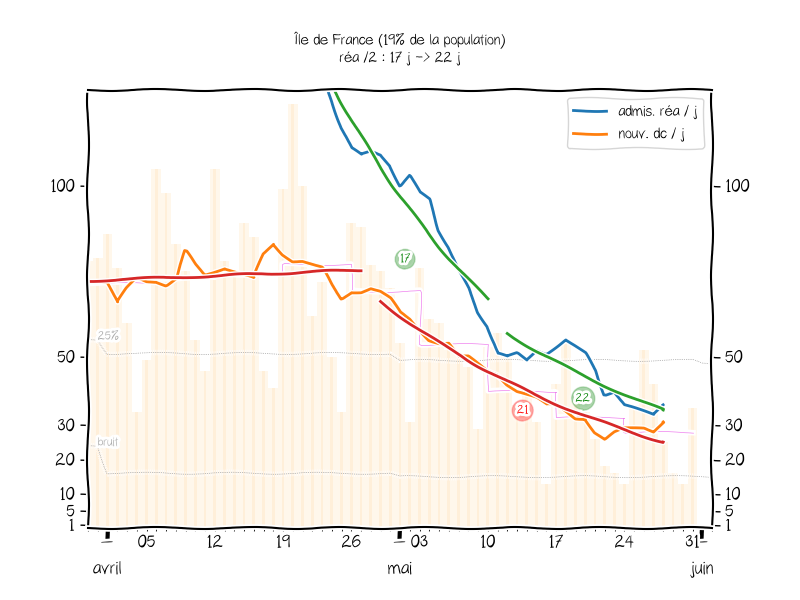 Île de France (19% de la population)
réa /2 : 17 j -> 22 j
admis. réa / j
nouv. dc / j
100
100
17
25%
50
50
22
21
30
30
bruit
20
20
10
10
5
5
1
1
05 12 19 26 03 10 17 24 31
avril mai juin